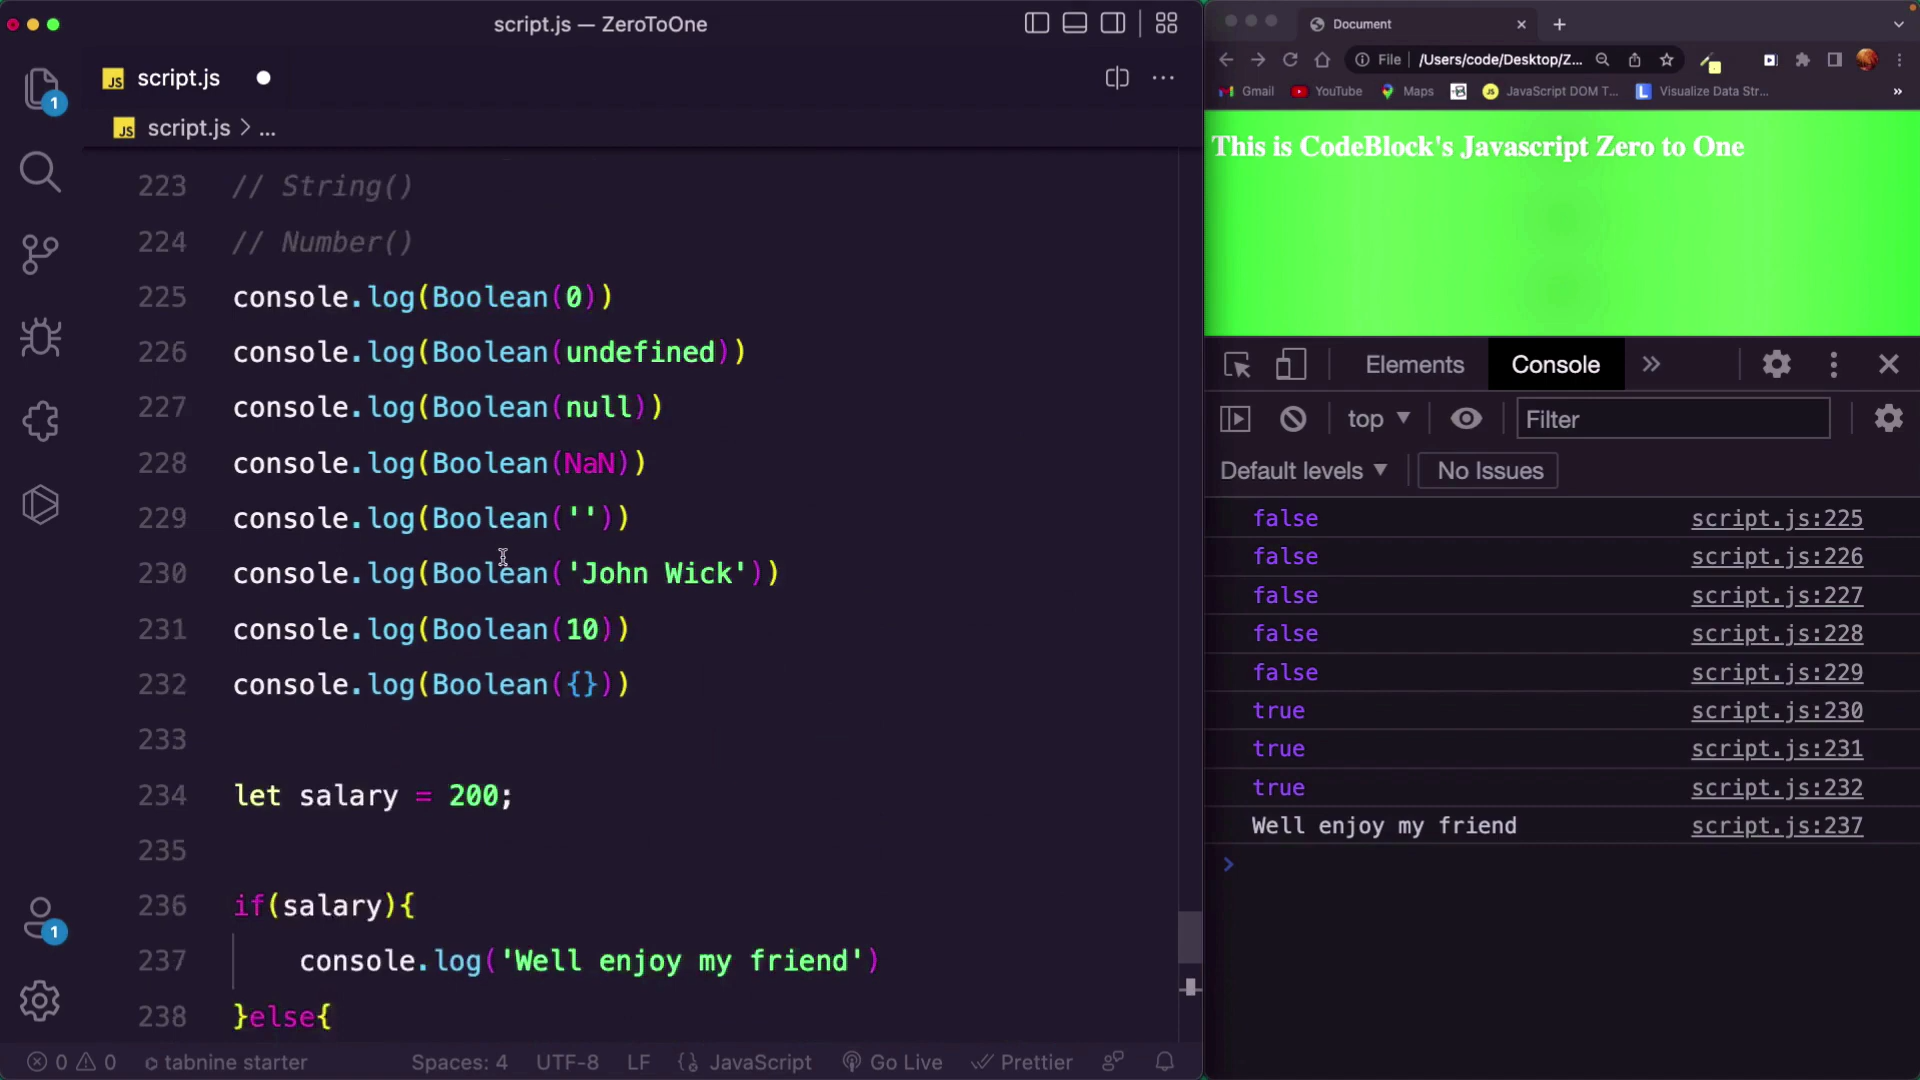 script.js — ZeroToOne
1
JS script.js
JS script.js > ...
223 // String()
224 // Number()
225 console.log(Boolean(0))
226 console.log(Boolean(undefined))
227 console.log(Boolean(null))
228 console.log(Boolean(NaN))
229 console.log(Boolean(''))
230 console.log(Boolean('John Wick'))
231 console.log(Boolean(10))
232 console.log(Boolean({}))
233
234 let salary = 200;
235
236 if(salary){
237 console.log('Well enjoy my friend')
238 }else{
1
0 0 tabnine starter Spaces: 4 UTF-8 LF {} JavaScript Go Live Prettier
Document
File /Users/code/Desktop/Z...
Gmail YouTube Maps JS JavaScript DOM T... L Visualize Data Str... »
This is CodeBlock's Javascript Zero to One
Elements Console »
top Filter
Default levels No Issues
false script.js:225
false script.js:226
false script.js:227
false script.js:228
false script.js:229
true script.js:230
true script.js:231
true script.js:232
Well enjoy my friend script.js:237
>